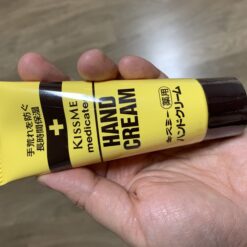 手荒れを防ぐ
長時間保湿
KISSME
medicated
HAND
CREAM
キスミー 薬用
ハンドクリーム